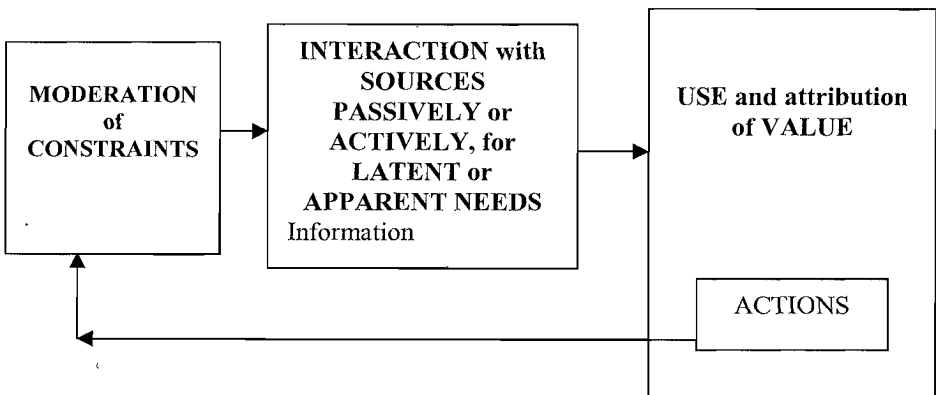 MODERATION
of
CONSTRAINTS
INTERACTION with
SOURCES
PASSIVELY or
ACTIVELY, for
LATENT or
APPARENT NEEDS
Information
USE and attribution
of VALUE
ACTIONS